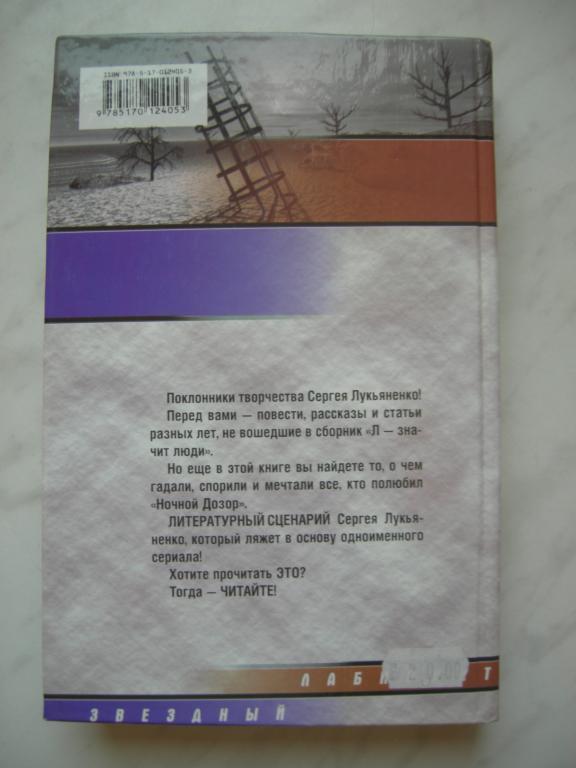 ISBN 978-5-17-012405-3
9 785170 124053
Поклонники творчества Сергея Лукьяненко!
Перед вами — повести, рассказы и статьи
разных лет, не вошедшие в сборник «Л — зна-
чит люди».
Но еще в этой книге вы найдете то, о чем
гадали, спорили и мечтали все, кто полюбил
«Ночной Дозор».
ЛИТЕРАТУРНЫЙ СЦЕНАРИЙ Сергея Лукья-
ненко, который ляжет в основу одноименного
сериала!
Хотите прочитать ЭТО?
Тогда — ЧИТАЙТЕ!
ЗВЕЗДНЫЙ